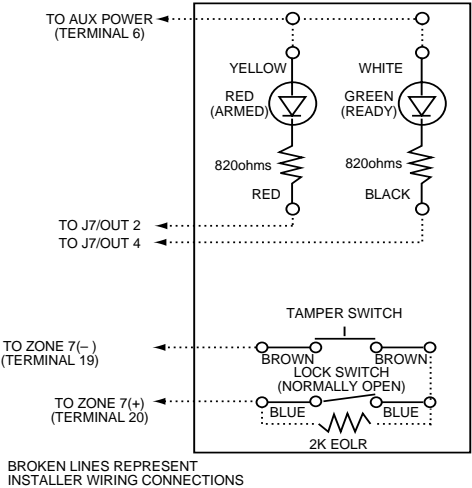 TO AUX POWER
(TERMINAL 6)
YELLOW
WHITE
RED
(ARMED)
GREEN
(READY)
820ohms
820ohms
RED
BLACK
TO J7/OUT 2
TO J7/OUT 4
TAMPER SWITCH
TO ZONE 7(– )
(TERMINAL 19)
BROWN
BROWN
LOCK SWITCH
(NORMALLY OPEN)
TO ZONE 7(+)
(TERMINAL 20)
BLUE
BLUE
2K EOLR
BROKEN LINES REPRESENT
INSTALLER WIRING CONNECTIONS